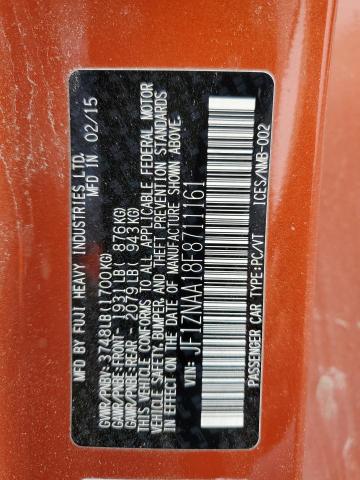 MFD BY FUJI HEAVY INDUSTRIES LTD. 02/15
GVWR/PNBV: 3748LB(1700KG)
GAWR/PNBE:FRONT 1931LB( 876KG)
GAWR/PNBE:REAR 2079LB( 943KG)
THIS VEHICLE CONFORMS TO ALL APPLICABLE FEDERAL MOTOR
VEHICLE SAFETY,BUMPER, AND THEFT PREVENTION STANDARDS
IN EFFECT ON THE DATE OF MANUFACTURE SHOWN ABOVE.
VIN: JF1ZNAA18F8711161
ICES/NMB-002
PASSENGER CAR TYPE:PC/VT